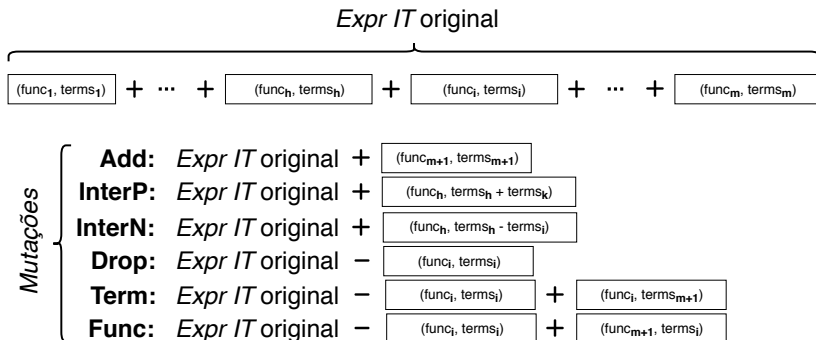 Expr IT original
(func1, terms1) + ... + (funch, termsh) + (funci, termsi) + ... + (funcm, termsm)
Mutações
Add: Expr IT original + (funcm+1, termsm+1)
InterP: Expr IT original + (funch, termsh + termsk)
InterN: Expr IT original + (funch, termsh - termsi)
Drop: Expr IT original − (funci, termsi)
Term: Expr IT original − (funci, termsi) + (funci, termsm+1)
Func: Expr IT original − (funci, termsi) + (funcm+1, termsi)